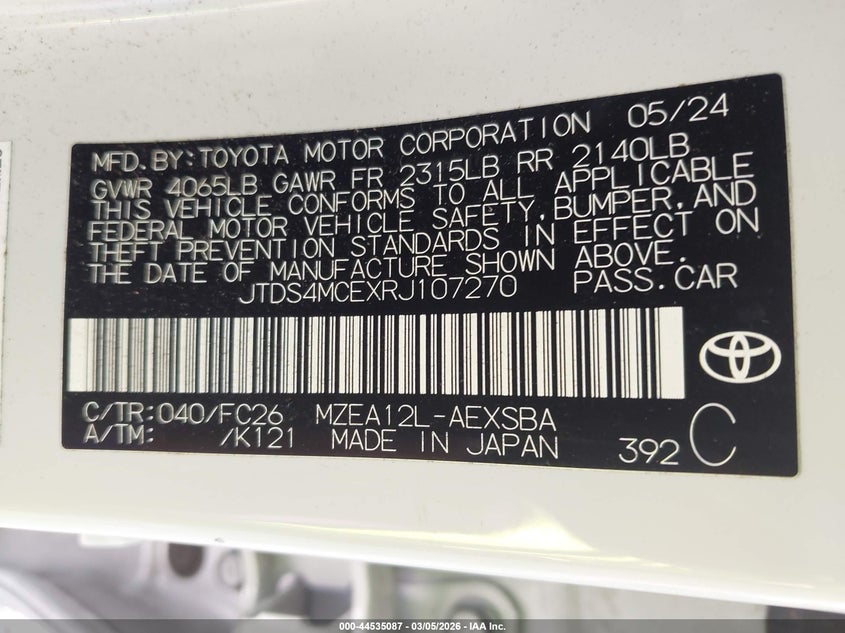 MFD.BY:TOYOTA MOTOR CORPORATION 05/24
GVWR 4065LB GAWR FR 2315LB RR 2140LB
THIS VEHICLE CONFORMS TO ALL APPLICABLE
FEDERAL MOTOR VEHICLE SAFETY,BUMPER,AND
THEFT PREVENTION STANDARDS IN EFFECT ON
THE DATE OF MANUFACTURE SHOWN ABOVE.
JTDS4MCEXRJ107270 PASS.CAR
C/TR:040/FC26 MZEA12L-AEXSBA
A/TM: /K121 MADE IN JAPAN 392 C
000-44535087 - 03/05/2026 - IAA Inc.